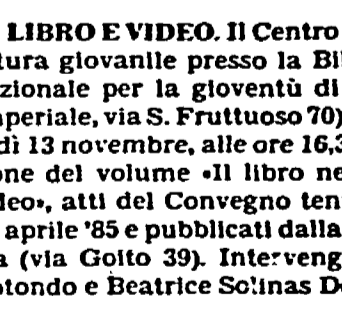 LIBRO E VIDEO. Il Centro
tura giovanile presso la Bi
zionale per la gioventù di
periale, via S. Fruttuoso 70)
dì 13 novembre, alle ore 16,3
one del volume «Il libro ne
deo», atti del Convegno ten
aprile '85 e pubblicati dalla
a (via Goito 39). Interveng
otondo e Beatrice Solinas D